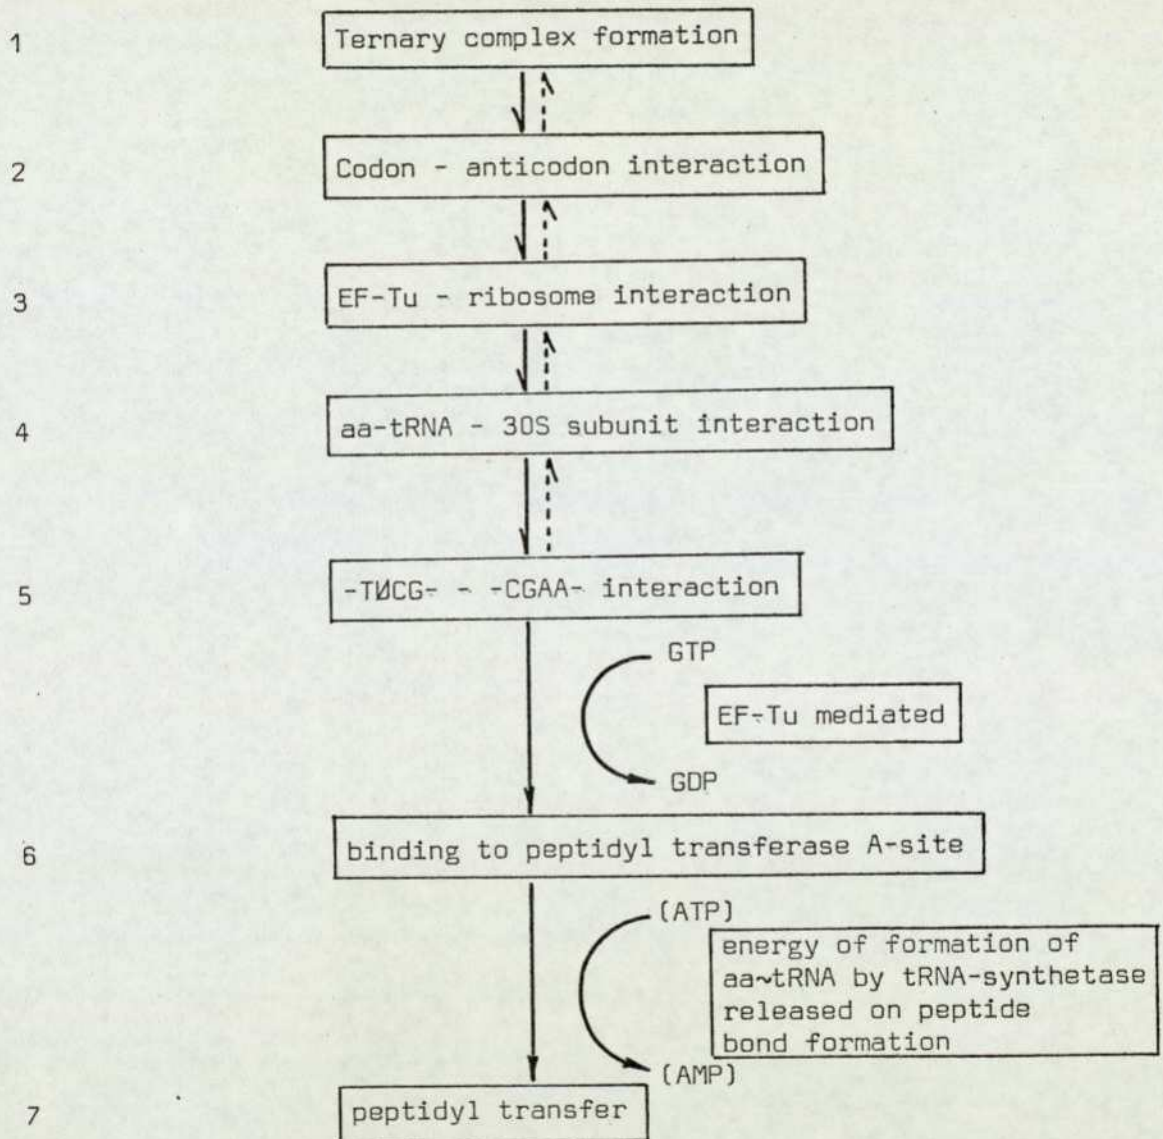 1
Ternary complex formation
2
Codon - anticodon interaction
3
EF-Tu - ribosome interaction
4
aa-tRNA - 30S subunit interaction
5
-TØCG- - -CGAA- interaction
GTP
EF-Tu mediated
GDP
6
binding to peptidyl transferase A-site
(ATP)
energy of formation of
aa~tRNA by tRNA-synthetase
released on peptide
bond formation
(AMP)
7
peptidyl transfer